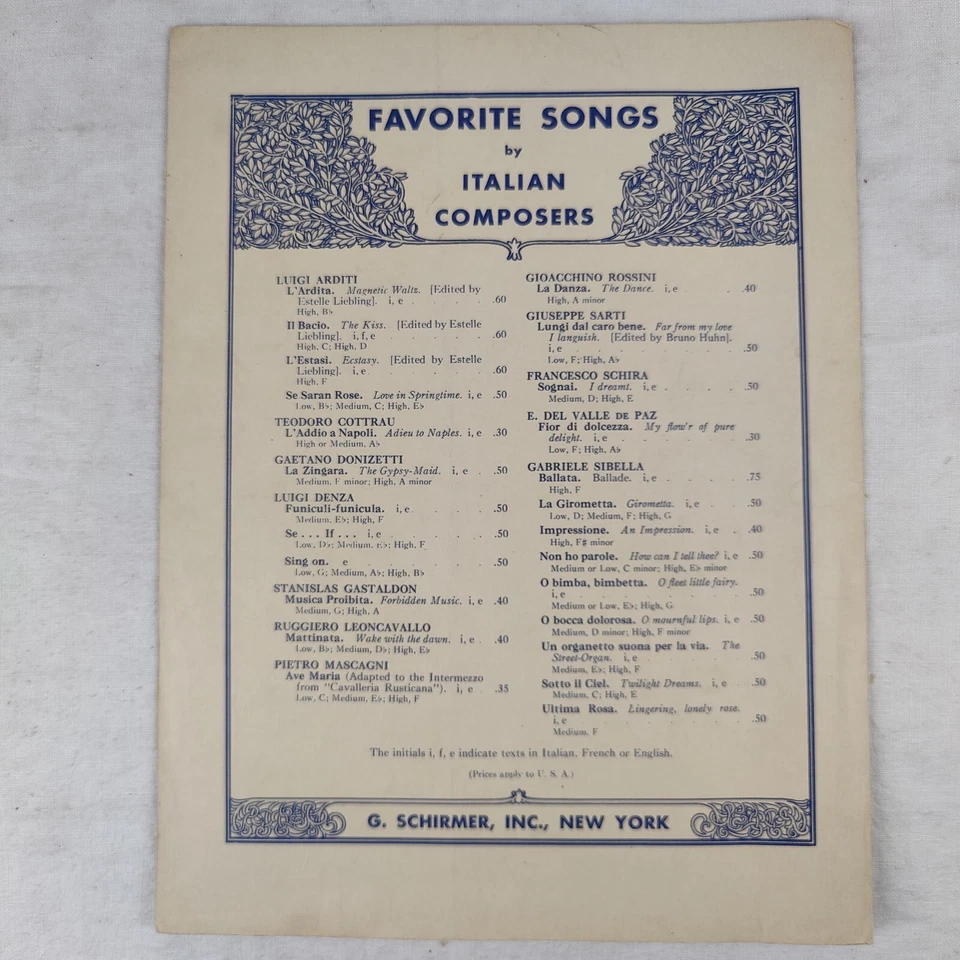 FAVORITE SONGS
by
ITALIAN
COMPOSERS
LUIGI ARDITI
L'Ardita. Magnetic Waltz. [Edited by
Estelle Liebling]. i, e . . . . .60
High, B♭
Il Bacio. The Kiss. [Edited by Estelle
Liebling]. i, f, e . . . . . .60
High, C; High, D
L'Estasi. Ecstasy. [Edited by Estelle
Liebling]. i, e . . . . . .60
High, F
Se Saran Rose. Love in Springtime. i, e .50
Low, B♭; Medium, C; High, E♭
TEODORO COTTRAU
L'Addio a Napoli. Adieu to Naples. i, e .30
High or Medium, A♭
GAETANO DONIZETTI
La Zingara. The Gypsy-Maid. i, e . .50
Medium, F minor; High, A minor
LUIGI DENZA
Funiculi-funicula. i, e . . . . .50
Medium, E♭; High, F
Se . . . If . . . i, e . . . . . .50
Low, D♭; Medium, E♭; High, F
Sing on. e . . . . . .50
Low, G; Medium, A♭; High, B♭
STANISLAS GASTALDON
Musica Proibita. Forbidden Music. i, e .40
Medium, G; High, A
RUGGIERO LEONCAVALLO
Mattinata. Wake with the dawn. i, e . .40
Low, B♭; Medium, D♭; High, E♭
PIETRO MASCAGNI
Ave Maria (Adapted to the Intermezzo
from "Cavalleria Rusticana"). i, e . .35
Low, C; Medium, E♭; High, F
GIOACCHINO ROSSINI
La Danza. The Dance. i, e . . .40
High, A minor
GIUSEPPE SARTI
Lungi dal caro bene. Far from my love
I languish. [Edited by Bruno Huhn].
i, e . . . . . . . .50
Low, F; High, A♭
FRANCESCO SCHIRA
Sognai. I dreamt. i, e . . . . .50
Medium, D; High, E
E. DEL VALLE DE PAZ
Fior di dolcezza. My flow'r of pure
delight. i, e . . . . . .30
Low, F; High, A♭
GABRIELE SIBELLA
Ballata. Ballade. i, e . . . . .75
High, F
La Girometta. Girometta. i, e . . .50
Low, D; Medium, F; High, G
Impressione. An Impression. i, e . .40
High, F♯ minor
Non ho parole. How can I tell thee? i, e .50
Medium or Low, C minor; High, E♭ minor
O bimba, bimbetta. O fleet little fairy.
i, e . . . . . . . .50
Medium or Low, E♭; High, G
O bocca dolorosa. O mournful lips. i, e .50
Medium, D minor; High, F minor
Un organetto suona per la via. The
Street-Organ. i, e . . . . .50
Medium, E♭; High, F
Sotto il Ciel. Twilight Dreams. i, e .50
Medium, C; High, E
Ultima Rosa. Lingering, lonely rose.
i, e . . . . . . . .50
Medium, F
The initials i, f, e indicate texts in Italian, French or English.
(Prices apply to U. S. A.)
G. SCHIRMER, INC., NEW YORK